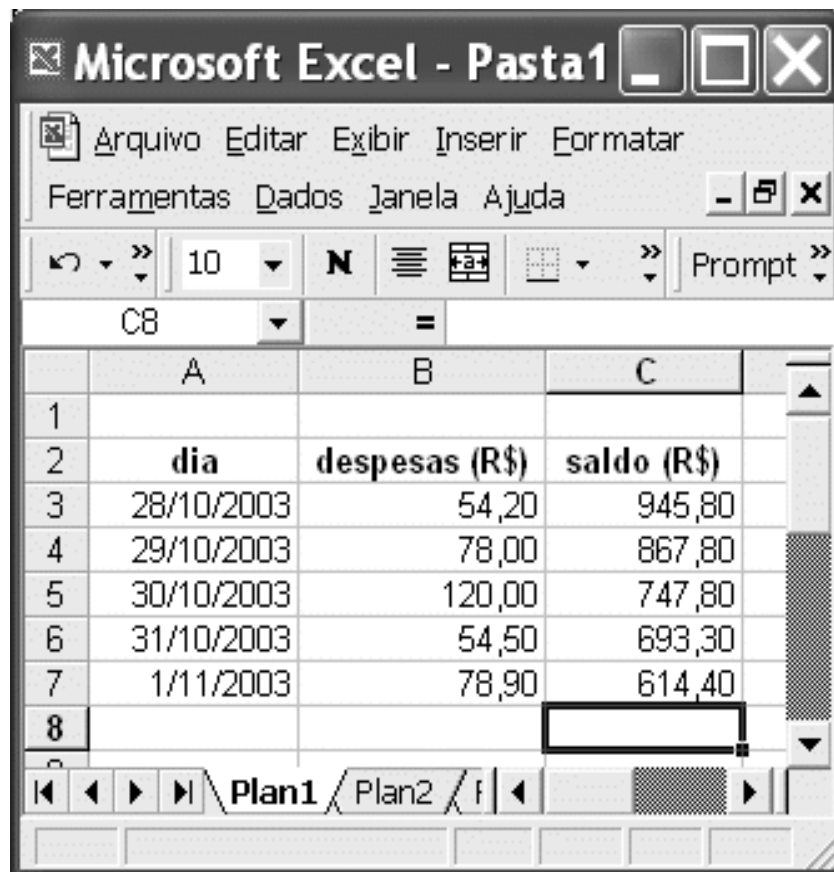 Microsoft Excel - Pasta1
Arquivo Editar Exibir Inserir Formatar
Ferramentas Dados Janela Ajuda
10 N Prompt
C8 =
A B C
1
2 dia despesas (R$) saldo (R$)
3 28/10/2003 54,20 945,80
4 29/10/2003 78,00 867,80
5 30/10/2003 120,00 747,80
6 31/10/2003 54,50 693,30
7 1/11/2003 78,90 614,40
8
Plan1 Plan2